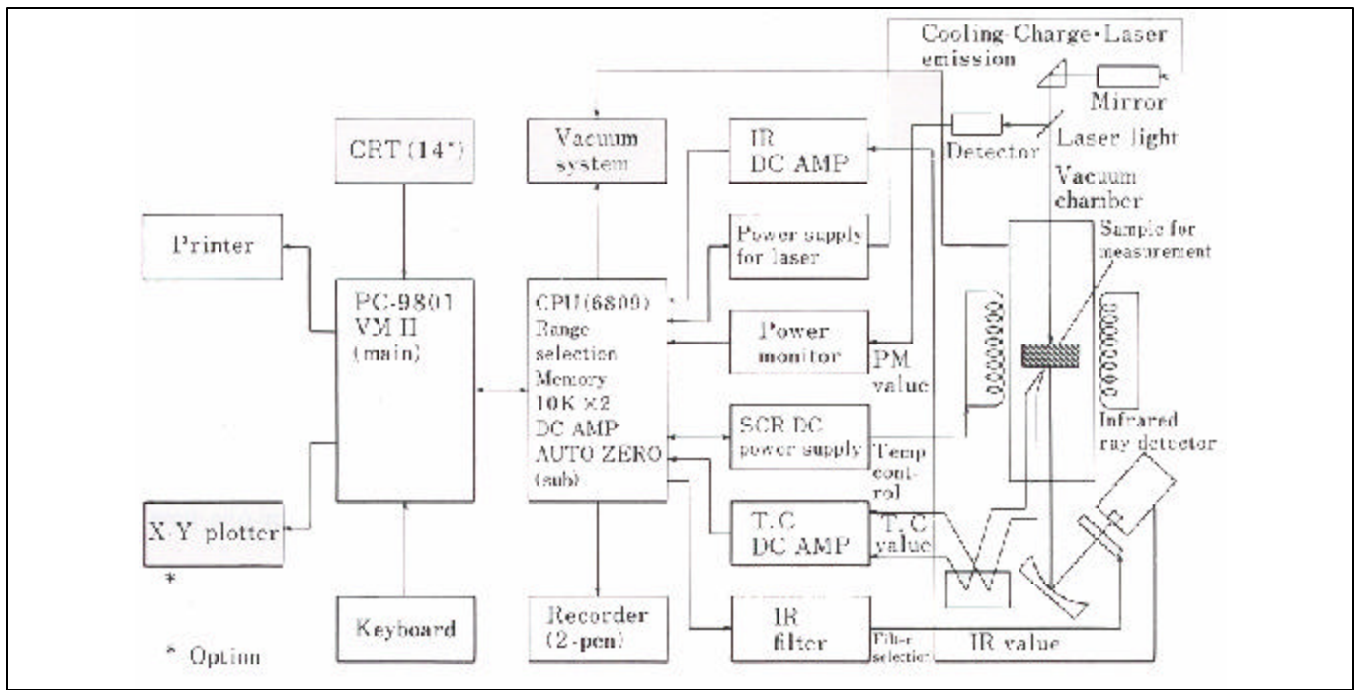 Cooling·Charge·Laser
emission
Mirror
Laser light
Detector
Vacuum
chamber
Sample for
measurement
CRT (14")
Vacuum
system
IR
DC AMP
Printer
Power supply
for laser
PC-9801
VM II
(main)
CPU(6809)
Range
selection
Memory
10K ×2
DC AMP
AUTO ZERO
(sub)
Power
monitor
PM
value
SCR DC
power supply
Temp
cont-
rol
Infrared
ray detector
X-Y plotter
*
T.C
DC AMP
T.C
value
Keyboard
Recorder
(2-pen)
IR
filter
Filter
selection
IR value
* Option